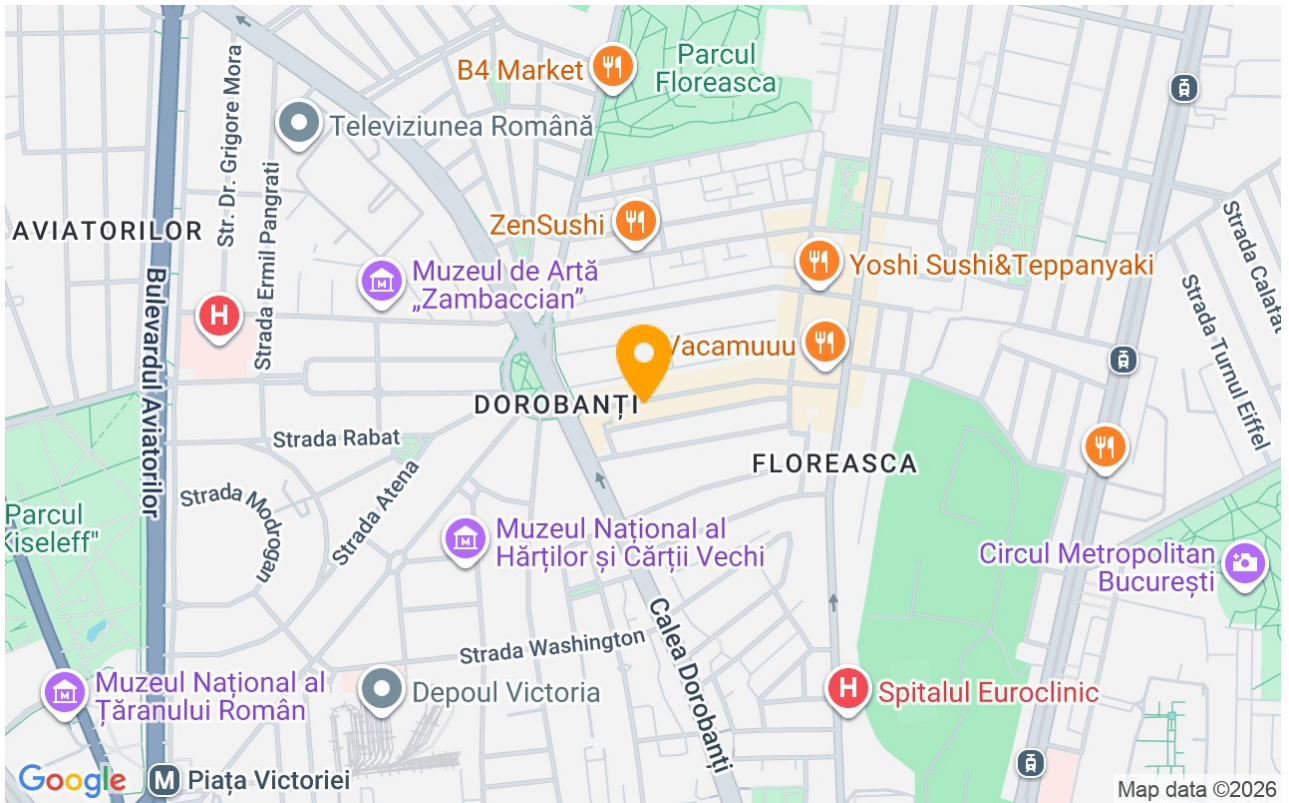 B4 Market
Parcul
Floreasca
Str. Dr. Grigore Mora
Televiziunea Română
Strada Ermil Pangrati
AVIATORILOR
ZenSushi
Strada Calafat
Muzeul de Artă
„Zambaccian”
Yoshi Sushi&Teppanyaki
Bulevardul Aviatorilor
H
Strada Turnul Eiffel
Vacamuuu
DOROBANȚI
Strada Rabat
FLOREASCA
Strada Modrogan
Strada Atena
Parcul
Kiseleff"
Muzeul Național al
Hărților și Cărții Vechi
Circul Metropolitan
București
Calea Dorobanți
Strada Washington
Muzeul Național al
Țăranului Român
Depoul Victoria
H Spitalul Euroclinic
Google
M Piața Victoriei
Map data ©2026